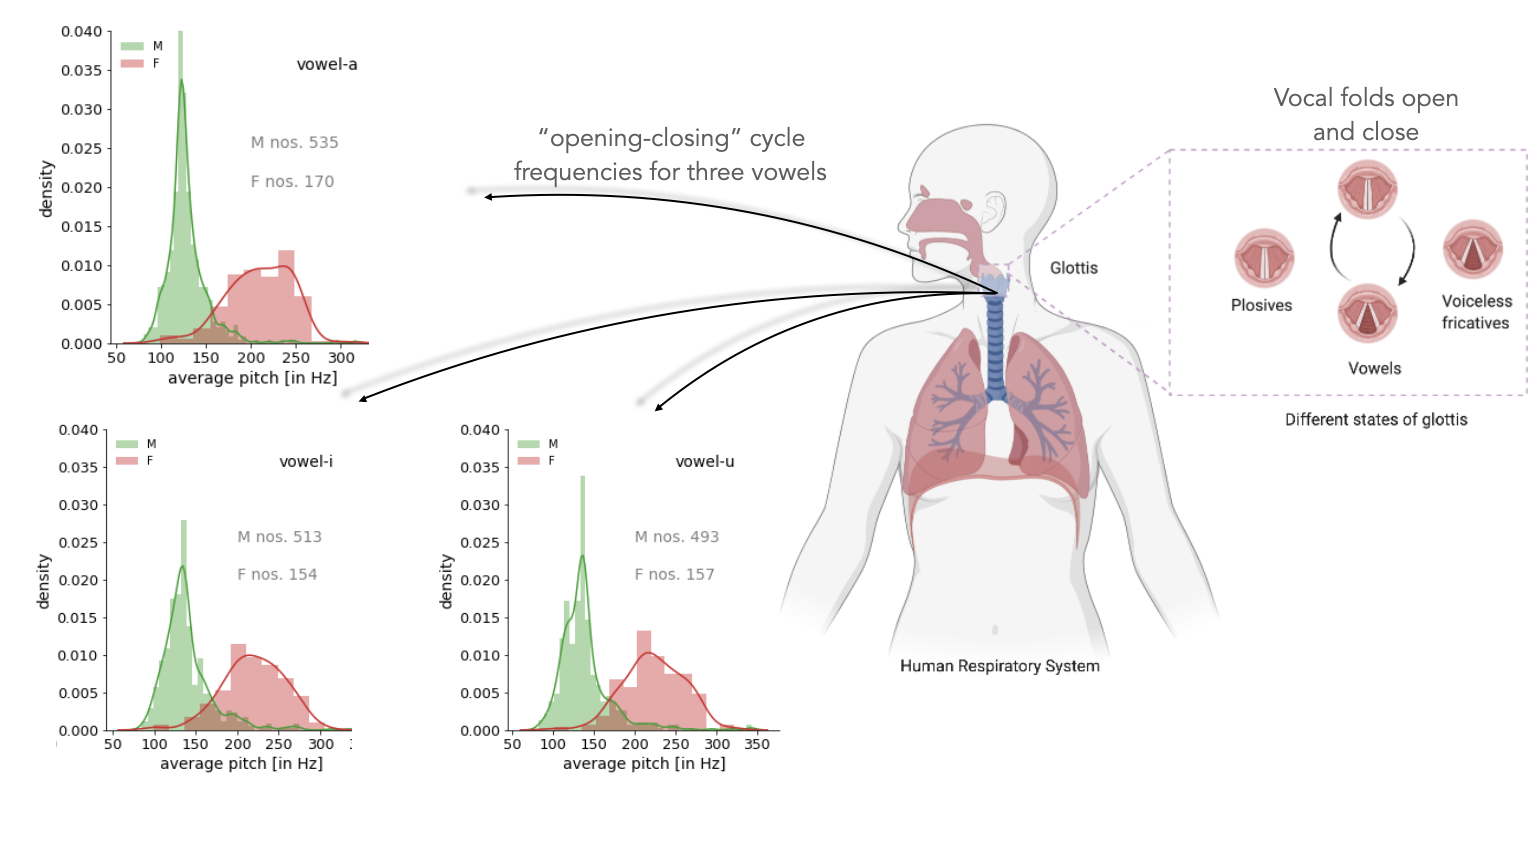 0.040
0.035
0.030
0.025
0.020
0.015
0.010
0.005
0.000
density
M
F
vowel-a
M nos. 535
F nos. 170
50 100 150 200 250 300
average pitch [in Hz]
“opening-closing” cycle
frequencies for three vowels
0.040
0.035
0.030
0.025
0.020
0.015
0.010
0.005
0.000
density
M
F
vowel-i
M nos. 513
F nos. 154
50 100 150 200 250 300
average pitch [in Hz]
0.040
0.035
0.030
0.025
0.020
0.015
0.010
0.005
0.000
density
M
F
vowel-u
M nos. 493
F nos. 157
50 100 150 200 250 300 350
average pitch [in Hz]
Glottis
Human Respiratory System
Vocal folds open
and close
Plosives
Voiceless
fricatives
Vowels
Different states of glottis